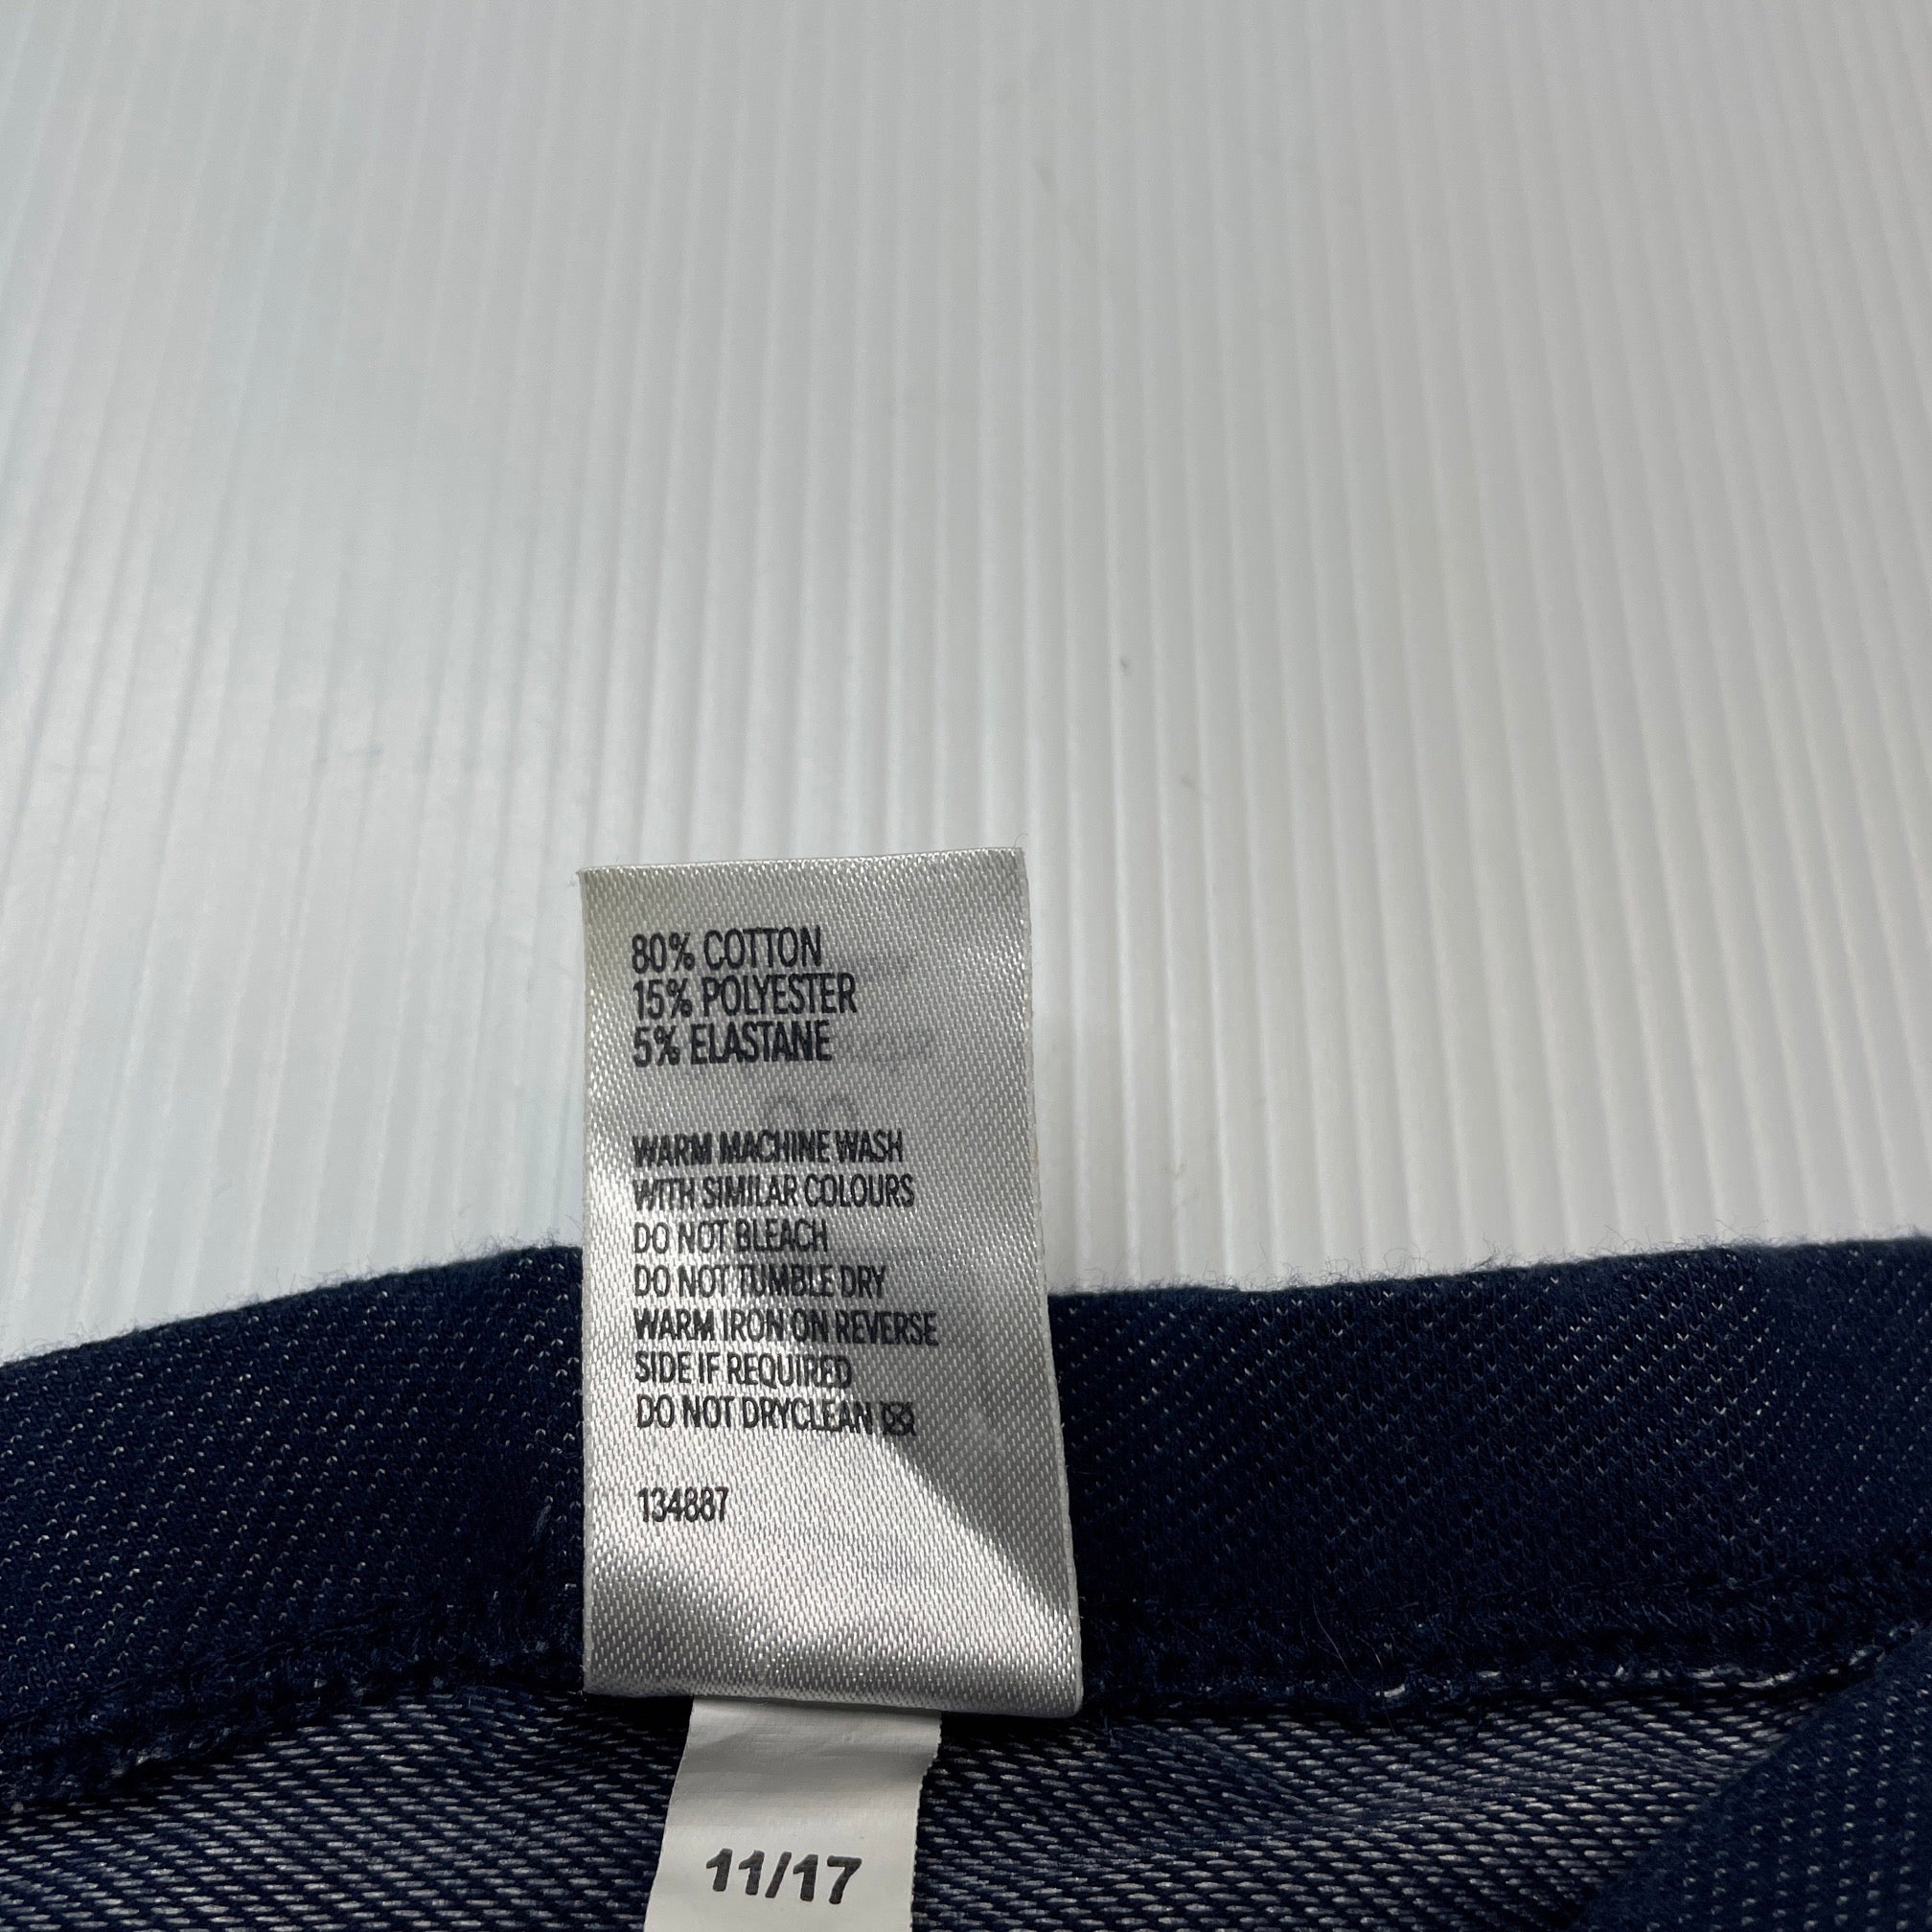 80% COTTON
15% POLYESTER
5% ELASTANE
WARM MACHINE WASH
WITH SIMILAR COLOURS
DO NOT BLEACH
DO NOT TUMBLE DRY
WARM IRON ON REVERSE
SIDE IF REQUIRED
DO NOT DRYCLEAN
134887
11/17